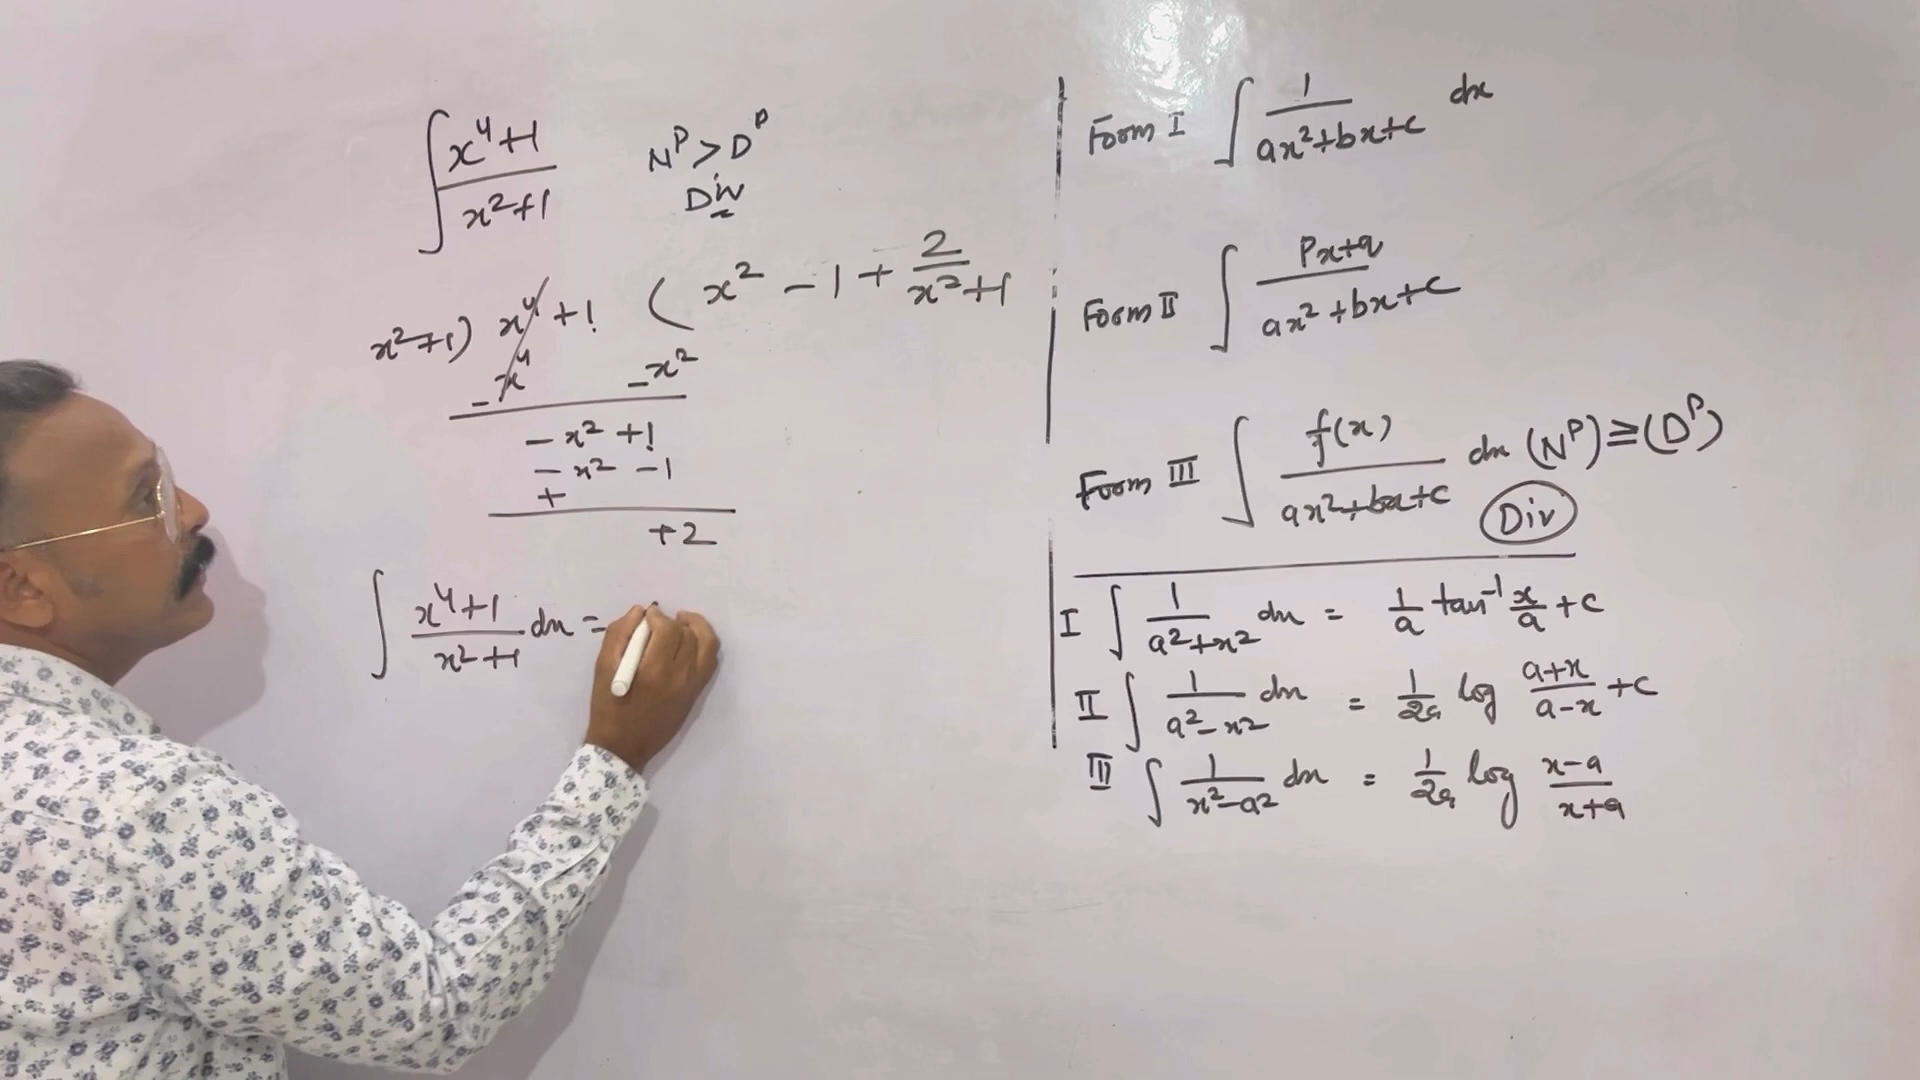 ∫ (x⁴+1)/(x²+1)
Nᵖ > Dᵖ
Div
x²+1) x⁴ +1 ( x² - 1 + 2/(x²+1)
- x⁴ - x²
- x² +1
- x² - 1
+
+2
∫ (x⁴+1)/(x²+1) dx =
Form I ∫ 1/(ax²+bx+c) dx
Form II ∫ (Px+q)/(ax²+bx+c)
Form III ∫ f(x)/(ax²+bx+c) dx (Nᵖ) ≥ (Dᵖ)
Div
I ∫ 1/(a²+x²) dx = 1/a tan⁻¹ x/a + c
II ∫ 1/(a²-x²) dx = 1/2a log (a+x)/(a-x) + c
III ∫ 1/(x²-a²) dx = 1/2a log (x-a)/(x+a)